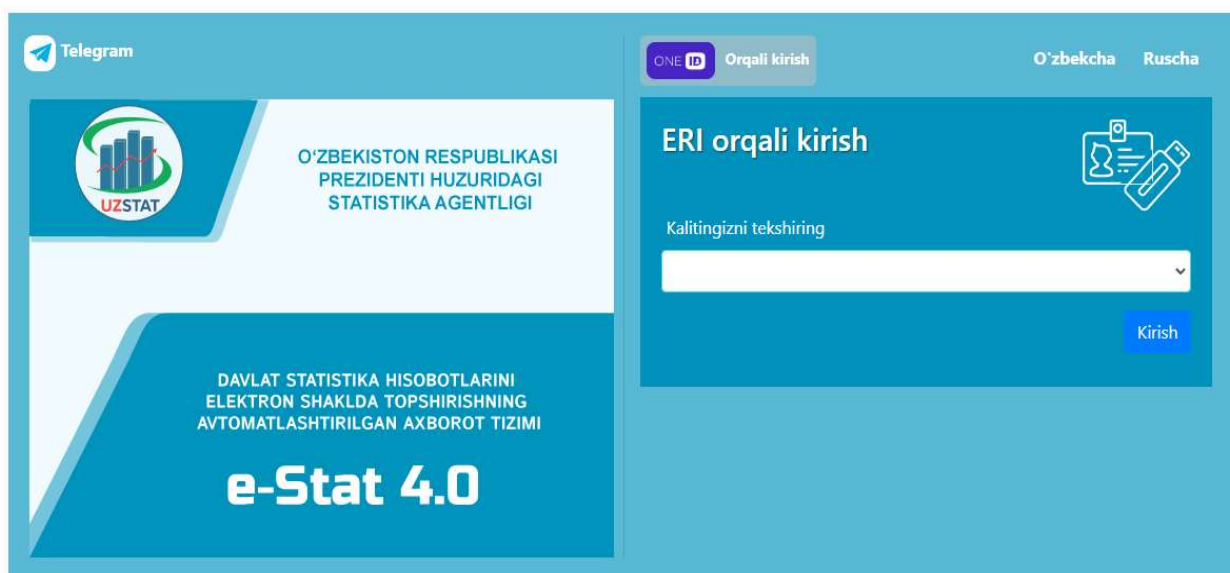 Telegram
UZSTAT
O‘ZBEKISTON RESPUBLIKASI
PREZIDENTI HUZURIDAGI
STATISTIKA AGENTLIGI
DAVLAT STATISTIKA HISOBOTLARINI
ELEKTRON SHAKLDA TOPSHIRISHNING
AVTOMATLASHTIRILGAN AXBOROT TIZIMI
e-Stat 4.0
ONE ID Orqali kirish
O`zbekcha Ruscha
ERI orqali kirish
Kalitingizni tekshiring
Kirish